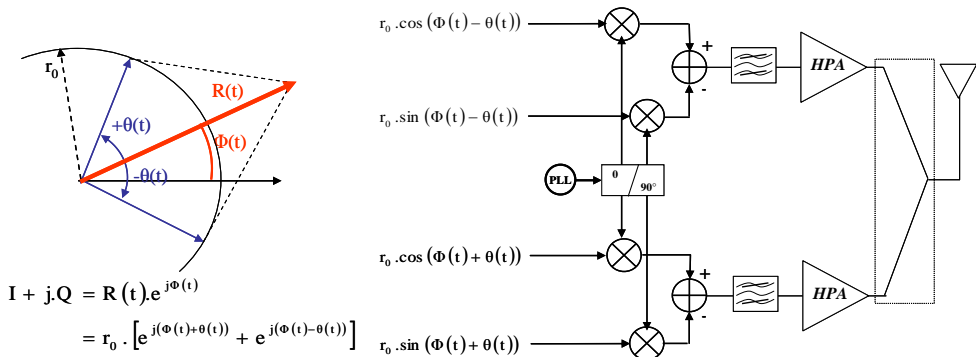 r₀
R(t)
+θ(t)
Φ(t)
-θ(t)
I + j.Q = R(t).e^{jΦ(t)}
= r₀ . [e^{j(Φ(t)+θ(t))} + e^{j(Φ(t)−θ(t))}]
r₀ .cos (Φ(t) − θ(t))
+
-
HPA
r₀ .sin (Φ(t) − θ(t))
PLL
0
90°
r₀ .cos (Φ(t) + θ(t))
+
-
HPA
r₀ .sin (Φ(t) + θ(t))